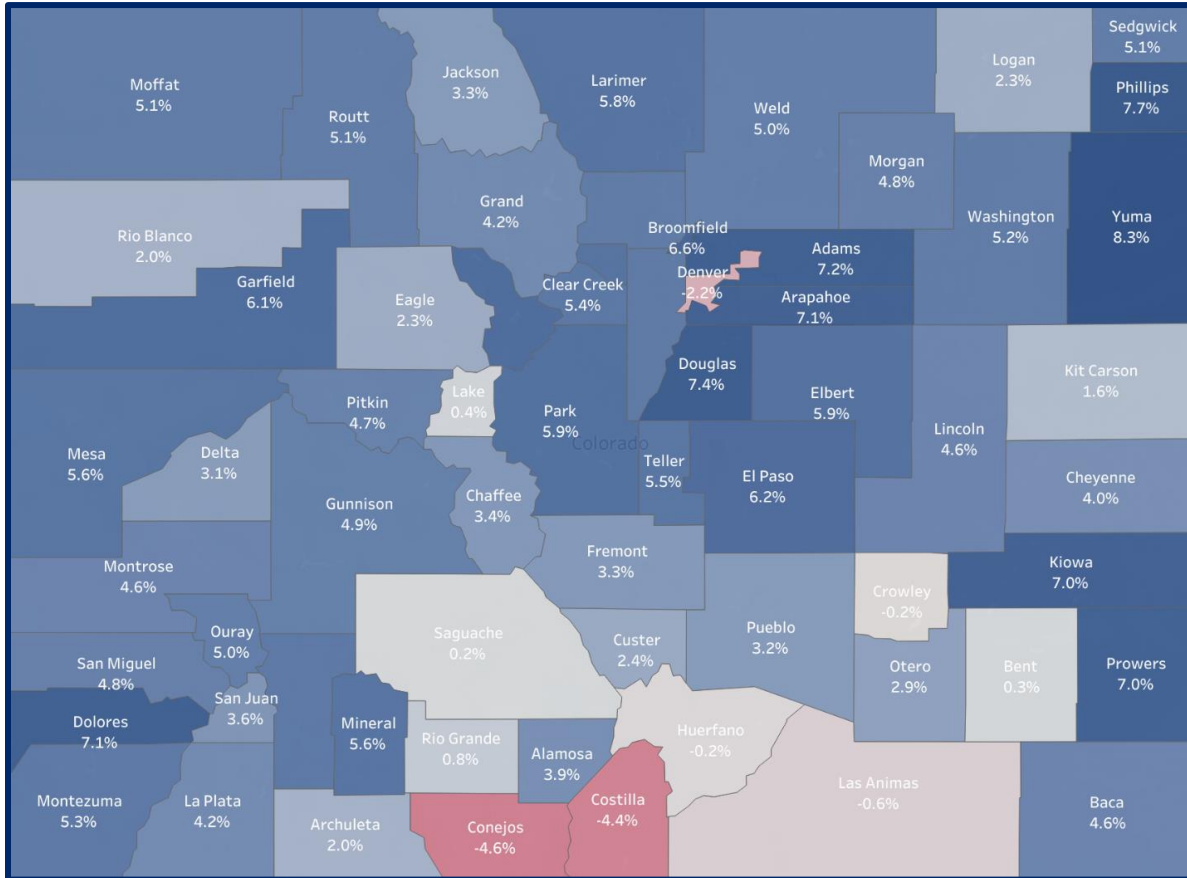 Sedgwick
5.1%
Logan
2.3%
Jackson
3.3%
Larimer
5.8%
Moffat
5.1%
Phillips
7.7%
Weld
5.0%
Routt
5.1%
Morgan
4.8%
Grand
4.2%
Washington
5.2%
Yuma
8.3%
Rio Blanco
2.0%
Broomfield
6.6%
Adams
7.2%
Denver
-2.2%
Garfield
6.1%
Clear Creek
5.4%
Eagle
2.3%
Arapahoe
7.1%
Douglas
7.4%
Kit Carson
1.6%
Lake
0.4%
Elbert
5.9%
Pitkin
4.7%
Park
5.9%
Colorado
Lincoln
4.6%
Mesa
5.6%
Delta
3.1%
Teller
5.5%
El Paso
6.2%
Cheyenne
4.0%
Gunnison
4.9%
Chaffee
3.4%
Fremont
3.3%
Montrose
4.6%
Kiowa
7.0%
Crowley
-0.2%
Ouray
5.0%
Saguache
0.2%
Custer
2.4%
Pueblo
3.2%
Otero
2.9%
Bent
0.3%
Prowers
7.0%
San Miguel
4.8%
San Juan
3.6%
Dolores
7.1%
Mineral
5.6%
Rio Grande
0.8%
Alamosa
3.9%
Huerfano
-0.2%
Las Animas
-0.6%
Montezuma
5.3%
La Plata
4.2%
Archuleta
2.0%
Conejos
-4.6%
Costilla
-4.4%
Baca
4.6%